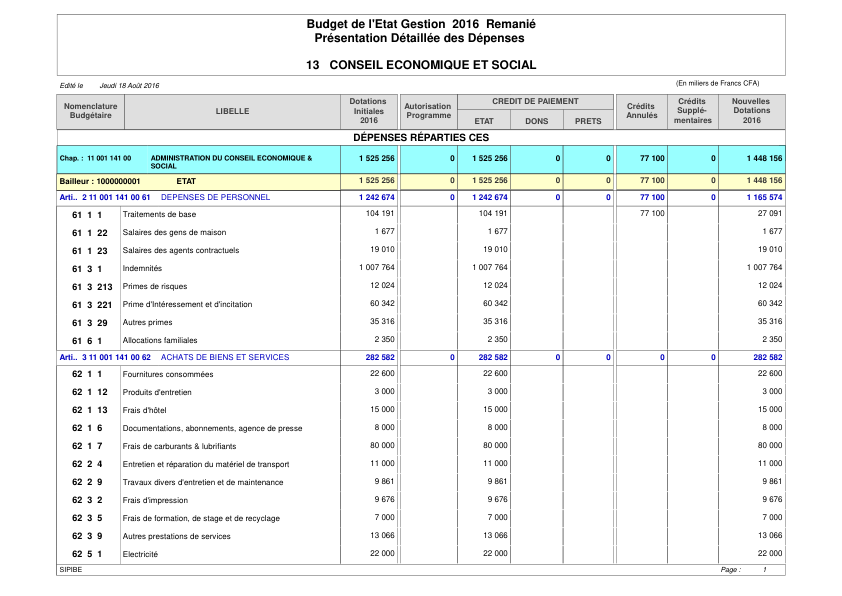 Budget de l'Etat Gestion 2016 Remanié
Présentation Détaillée des Dépenses
13 CONSEIL ECONOMIQUE ET SOCIAL
Edité le Jeudi 18 Août 2016 (En miliers de Francs CFA)
Nomenclature Budgétaire LIBELLE Dotations Initiales 2016 Autorisation Programme CREDIT DE PAIEMENT ETAT DONS PRETS Crédits Annulés Crédits Supplé- mentaires Nouvelles Dotations 2016
DÉPENSES RÉPARTIES CES
Chap. : 11 001 141 00 ADMINISTRATION DU CONSEIL ECONOMIQUE & SOCIAL 1 525 256 0 1 525 256 0 0 77 100 0 1 448 156
Bailleur : 1000000001 ETAT 1 525 256 0 1 525 256 0 0 77 100 0 1 448 156
Arti.. 2 11 001 141 00 61 DEPENSES DE PERSONNEL 1 242 674 0 1 242 674 0 0 77 100 0 1 165 574
61 1 1 Traitements de base 104 191 104 191 77 100 27 091
61 1 22 Salaires des gens de maison 1 677 1 677 1 677
61 1 23 Salaires des agents contractuels 19 010 19 010 19 010
61 3 1 Indemnités 1 007 764 1 007 764 1 007 764
61 3 213 Primes de risques 12 024 12 024 12 024
61 3 221 Prime d'Intéressement et d'incitation 60 342 60 342 60 342
61 3 29 Autres primes 35 316 35 316 35 316
61 6 1 Allocations familiales 2 350 2 350 2 350
Arti.. 3 11 001 141 00 62 ACHATS DE BIENS ET SERVICES 282 582 0 282 582 0 0 0 0 282 582
62 1 1 Fournitures consommées 22 600 22 600 22 600
62 1 12 Produits d'entretien 3 000 3 000 3 000
62 1 13 Frais d'hôtel 15 000 15 000 15 000
62 1 6 Documentations, abonnements, agence de presse 8 000 8 000 8 000
62 1 7 Frais de carburants & lubrifiants 80 000 80 000 80 000
62 2 4 Entretien et réparation du matériel de transport 11 000 11 000 11 000
62 2 9 Travaux divers d'entretien et de maintenance 9 861 9 861 9 861
62 3 2 Frais d'impression 9 676 9 676 9 676
62 3 5 Frais de formation, de stage et de recyclage 7 000 7 000 7 000
62 3 9 Autres prestations de services 13 066 13 066 13 066
62 5 1 Electricité 22 000 22 000 22 000
SIPIBE Page : 1